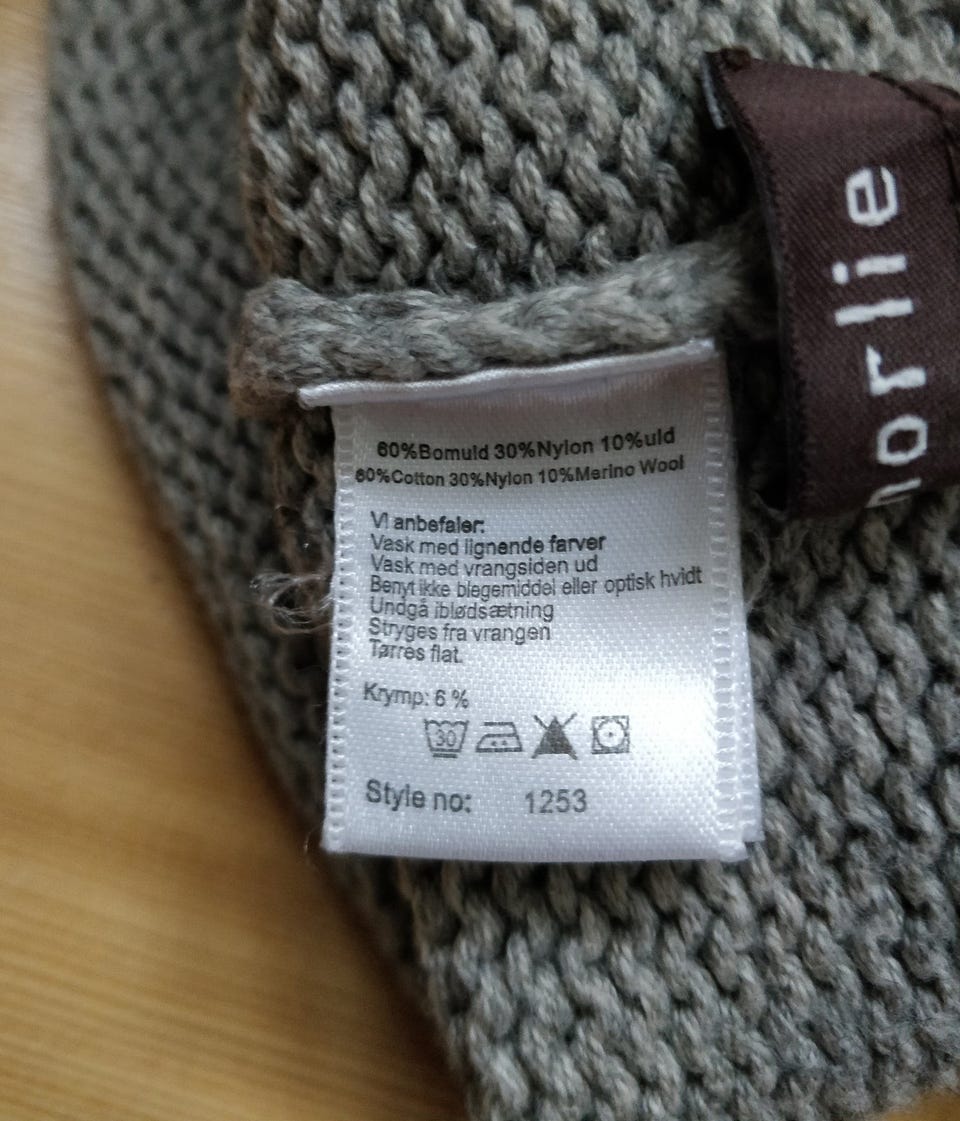 norlie
60%Bomuld 30%Nylon 10%uld
60%Cotton 30%Nylon 10%Merino Wool
Vi anbefaler:
Vask med lignende farver
Vask med vrangsiden ud
Benyt ikke blegemiddel eller optisk hvidt
Undgå iblødsætning
Stryges fra vrangen
Tørres flat.
Krymp: 6 %
30
Style no: 1253